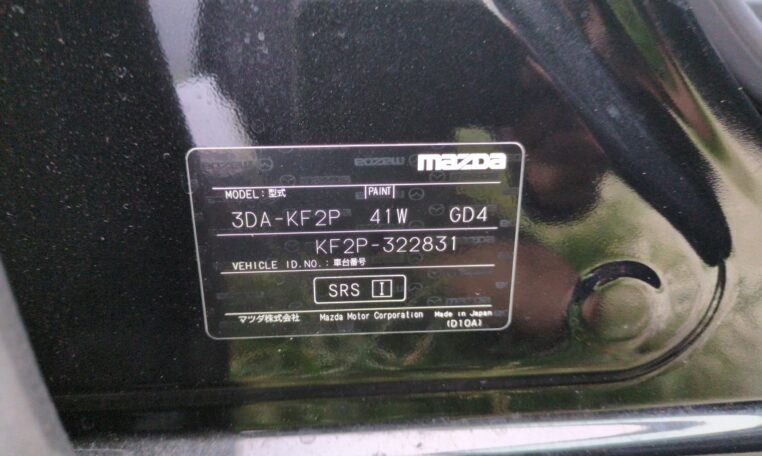 mazda
MODEL : 型式 PAINT
3DA-KF2P 41W GD4
KF2P-322831
VEHICLE ID.NO. : 車台番号
SRS I
マツダ株式会社 Mazda Motor Corporation Made in Japan
(D10A)